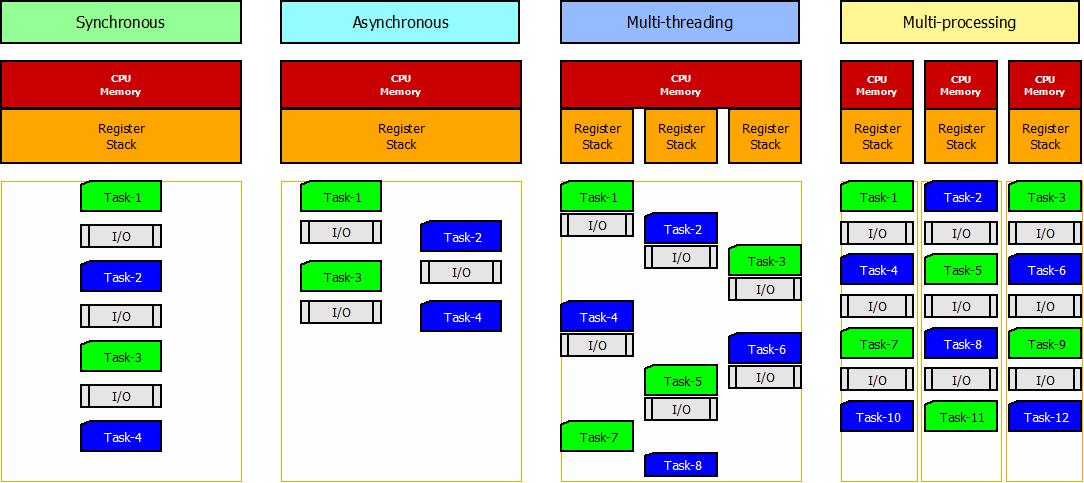 Synchronous
CPU
Memory
Register
Stack
Task-1
I/O
Task-2
I/O
Task-3
I/O
Task-4
Asynchronous
CPU
Memory
Register
Stack
Task-1
I/O
Task-2
Task-3
I/O
I/O
Task-4
Multi-threading
CPU
Memory
Register
Stack
Register
Stack
Register
Stack
Task-1
I/O
Task-2
I/O
Task-3
I/O
Task-4
I/O
Task-6
I/O
Task-5
I/O
Task-7
Task-8
Multi-processing
CPU
Memory
CPU
Memory
CPU
Memory
Register
Stack
Register
Stack
Register
Stack
Task-1
Task-2
Task-3
I/O
I/O
I/O
Task-4
Task-5
Task-6
I/O
I/O
I/O
Task-7
Task-8
Task-9
I/O
I/O
I/O
Task-10
Task-11
Task-12